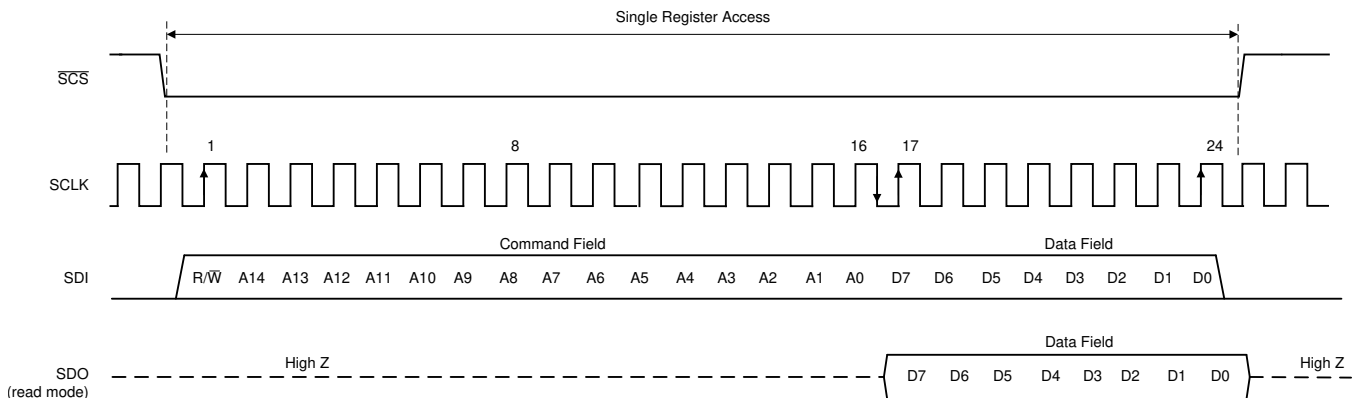 Single Register Access
SCS
1 8 16 17 24
SCLK
Command Field Data Field
SDI R/W A14 A13 A12 A11 A10 A9 A8 A7 A6 A5 A4 A3 A2 A1 A0 D7 D6 D5 D4 D3 D2 D1 D0
Data Field
High Z High Z
SDO D7 D6 D5 D4 D3 D2 D1 D0
(read mode)